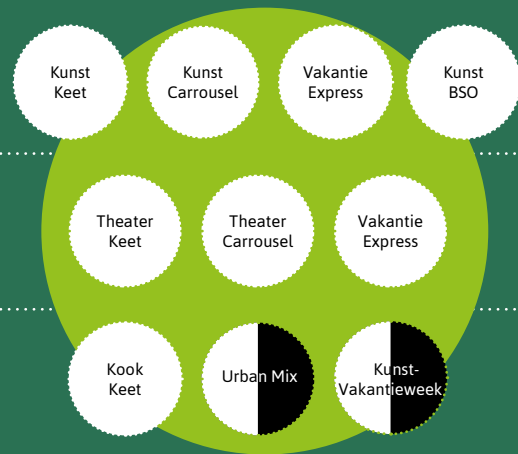 Kunst
Keet
Kunst
Carrousel
Vakantie
Express
Kunst
BSO
Theater
Keet
Theater
Carrousel
Vakantie
Express
Kook
Keet
Urban Mix
Kunst-
Vakantieweek